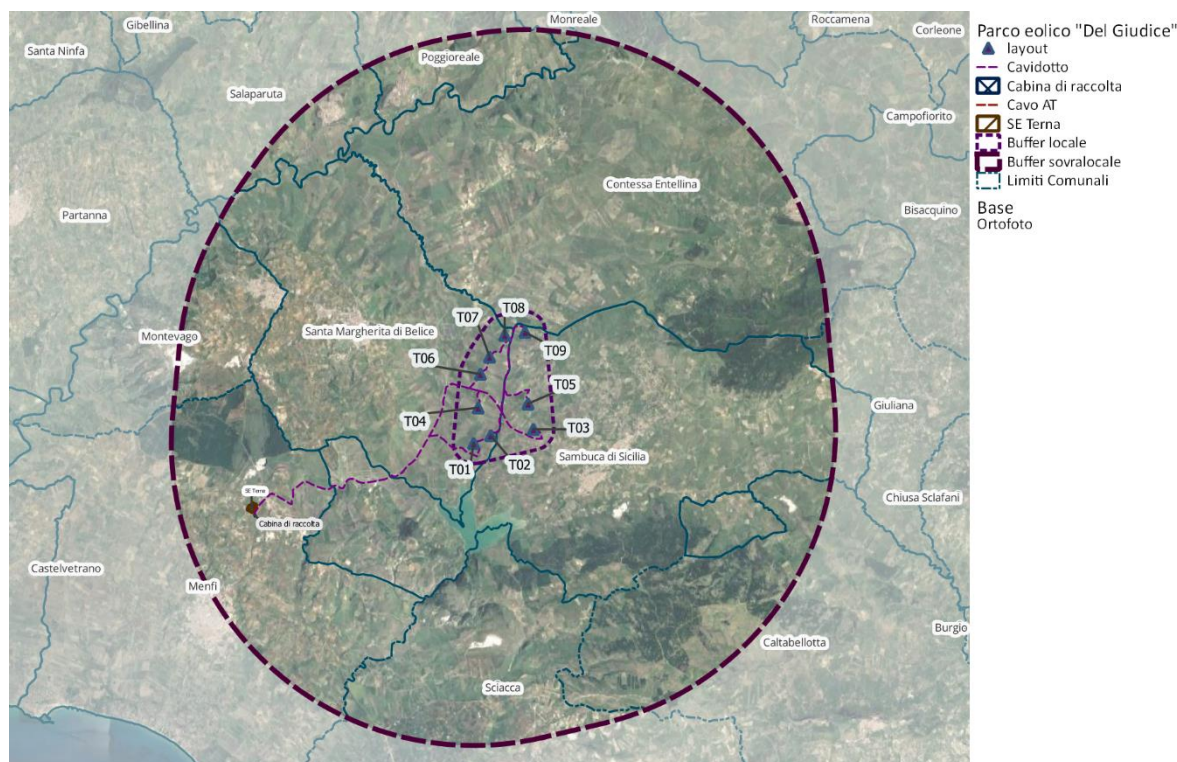 Monreale
Roccamena
Gibellina
Corleone
Santa Ninfa
Poggioreale
Salaparuta
Campofiorito
Contessa Entellina
Partanna
Bisacquino
T08
T07
Santa Margherita di Belice
Montevago
T09
T06
T05
Giuliana
T04
T03
T01
T02
Sambuca di Sicilia
SE Terna
Chiusa Sclafani
Cabina di raccolta
Castelvetrano
Menfi
Burgio
Caltabellotta
Sciacca
Parco eolico "Del Giudice"
layout
Cavidotto
Cabina di raccolta
Cavo AT
SE Terna
Buffer locale
Buffer sovralocale
Limiti Comunali
Base
Ortofoto